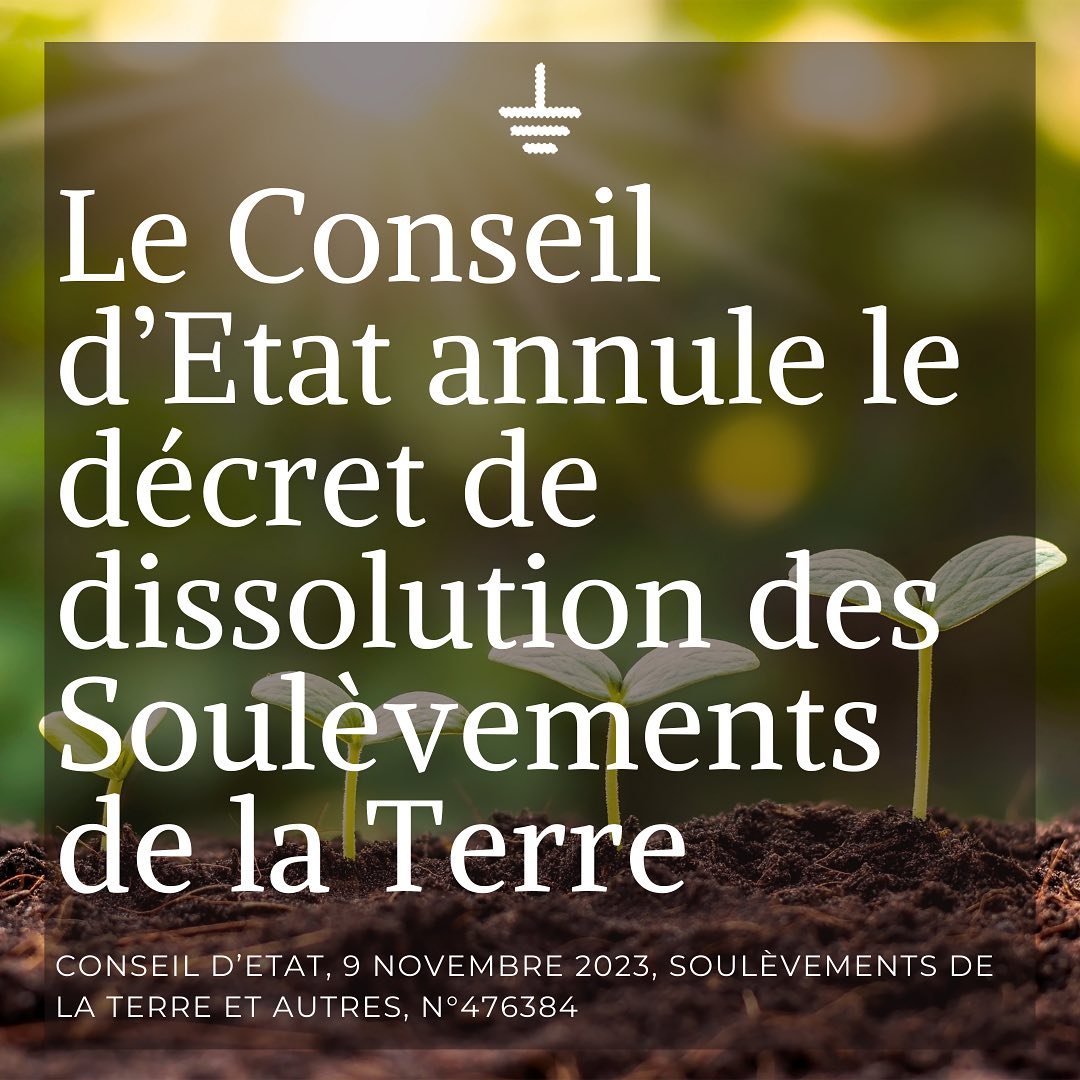 Le Conseil
d’Etat annule le
décret de
dissolution des
Soulèvements
de la Terre
CONSEIL D’ETAT, 9 NOVEMBRE 2023, SOULÈVEMENTS DE
LA TERRE ET AUTRES, N°476384